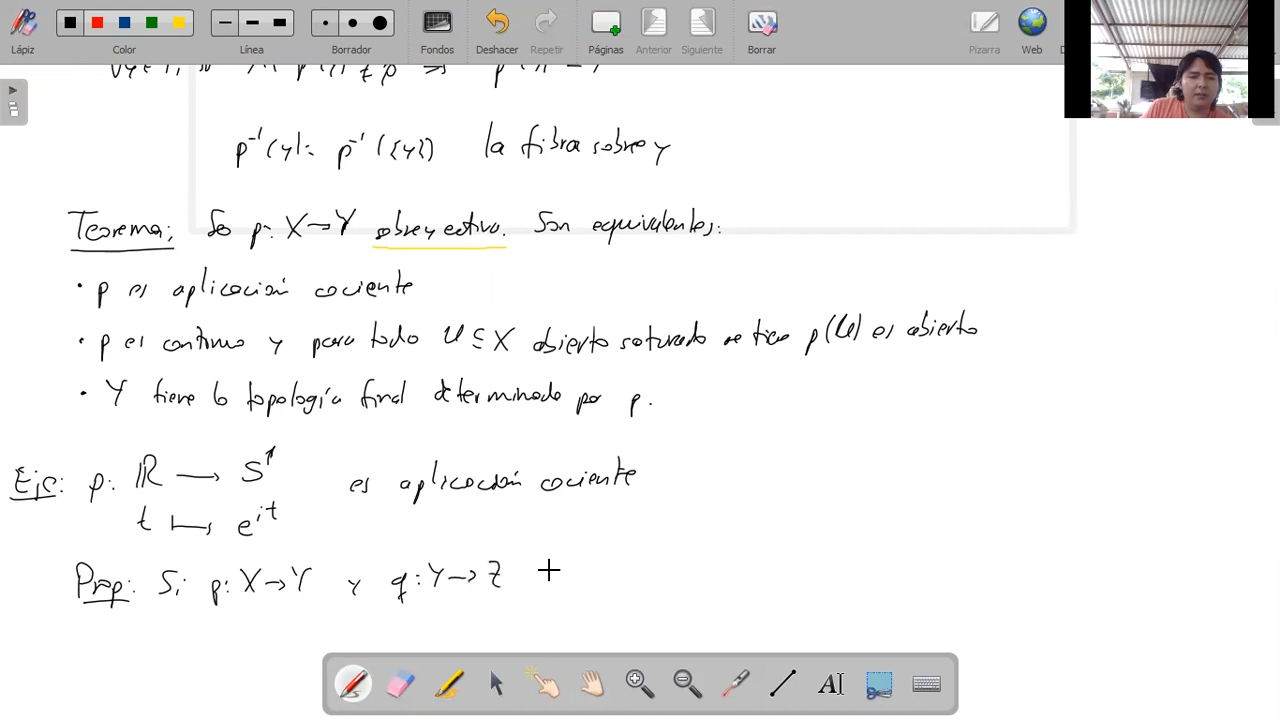 Lápiz Color Línea Borrador Fondos Deshacer Repetir Páginas Anterior Siguiente Borrar Pizarra Web
p⁻¹(y):= p⁻¹({y}) la fibra sobre y
Teorema: Sea p: X→Y sobreyectiva. Son equivalentes:
• p es aplicación cociente
• p es continua y para todo U⊆X abierto saturado se tiene p(U) es abierto
• Y tiene la topología final determinada por p.
Ejc: p: ℝ → S¹ es aplicación cociente
t ↦ e^{it}
Prop: Si p: X→Y y q: Y→Z